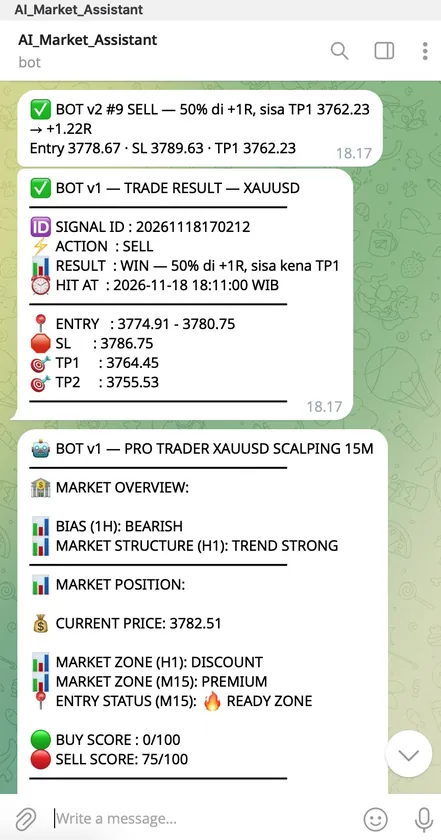 AI_Market_Assistant
AI_Market_Assistant
bot
✅ BOT v2 #9 SELL — 50% di +1R, sisa TP1 3762.23
→ +1.22R
Entry 3778.67 · SL 3789.63 · TP1 3762.23
18.17
✅ BOT v1 — TRADE RESULT — XAUUSD
🆔 SIGNAL ID : 20261118170212
⚡ ACTION : SELL
📊 RESULT : WIN — 50% di +1R, sisa kena TP1
⏰ HIT AT : 2026-11-18 18:11:00 WIB
📍 ENTRY : 3774.91 - 3780.75
🛑 SL : 3786.75
🎯 TP1 : 3764.45
🎯 TP2 : 3755.53
18.17
🤖 BOT v1 — PRO TRADER XAUUSD SCALPING 15M
🏦 MARKET OVERVIEW:
📊 BIAS (1H): BEARISH
📊 MARKET STRUCTURE (H1): TREND STRONG
📊 MARKET POSITION:
💰 CURRENT PRICE: 3782.51
📊 MARKET ZONE (H1): DISCOUNT
📊 MARKET ZONE (M15): PREMIUM
📍 ENTRY STATUS (M15): 🔥 READY ZONE
🟢 BUY SCORE : 0/100
🔴 SELL SCORE: 75/100
Write a message...